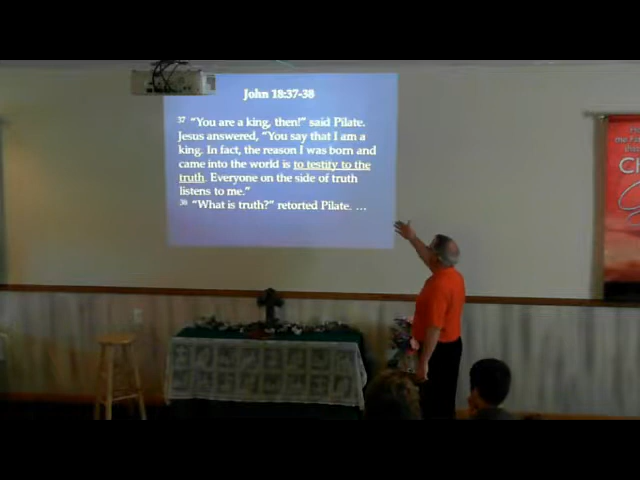 John 18:37-38
37 "You are a king, then!" said Pilate.
Jesus answered, "You say that I am a
king. In fact, the reason I was born and
came into the world is to testify to the
truth. Everyone on the side of truth
listens to me."
38 "What is truth?" retorted Pilate. …